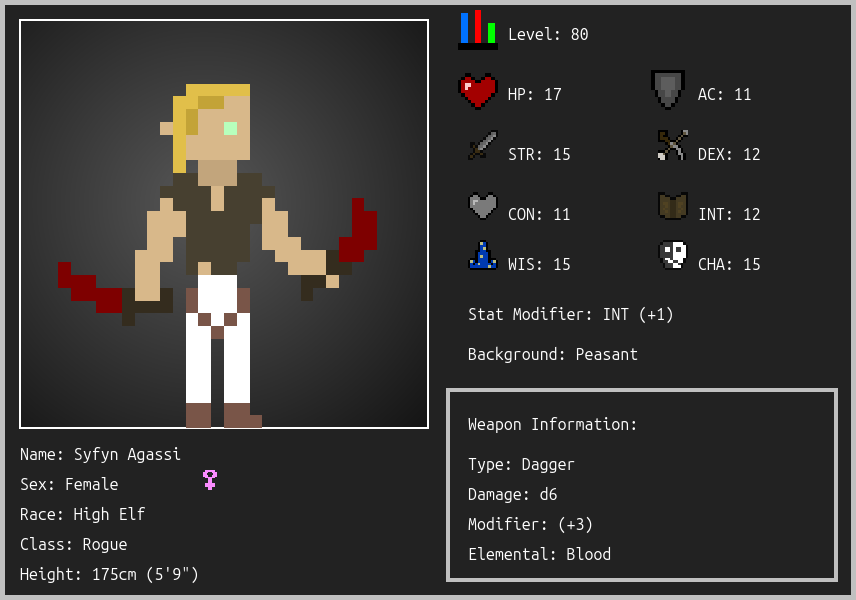 Level: 80
HP: 17
AC: 11
STR: 15
DEX: 12
CON: 11
INT: 12
WIS: 15
CHA: 15
Stat Modifier: INT (+1)
Background: Peasant
Weapon Information:
Type: Dagger
Damage: d6
Modifier: (+3)
Elemental: Blood
Name: Syfyn Agassi
Sex: Female
Race: High Elf
Class: Rogue
Height: 175cm (5'9")